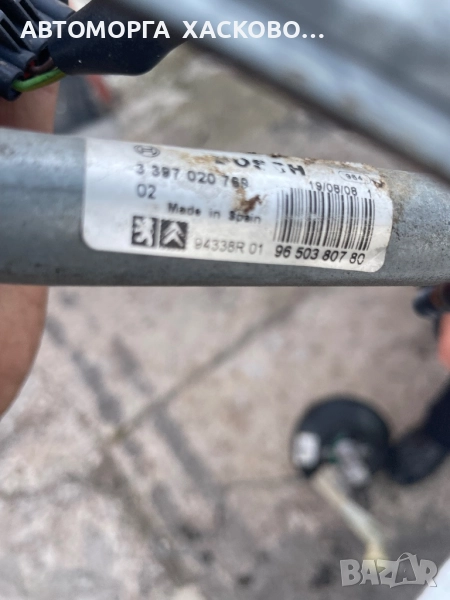 АВТОМОРГА ХАСКОВО...
BOSCH
3 397 020 768
02
19/08/08 1
Made in Spain
94338R 01
96 503 807 80
BAZAR